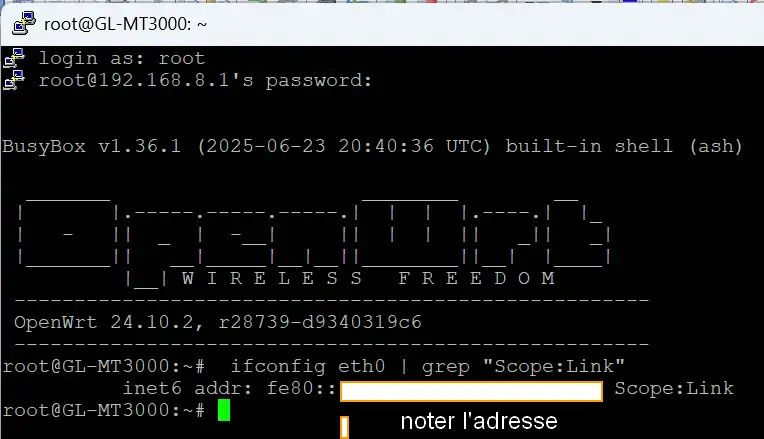 root@GL-MT3000: ~
login as: root
root@192.168.8.1's password:
BusyBox v1.36.1 (2025-06-23 20:40:36 UTC) built-in shell (ash)
OpenWrt
W I R E L E S S   F R E E D O M
-----------------------------------------------------
OpenWrt 24.10.2, r28739-d9340319c6
-----------------------------------------------------
root@GL-MT3000:~#  ifconfig eth0 | grep "Scope:Link"
inet6 addr: fe80:: Scope:Link
root@GL-MT3000:~#
noter l'adresse